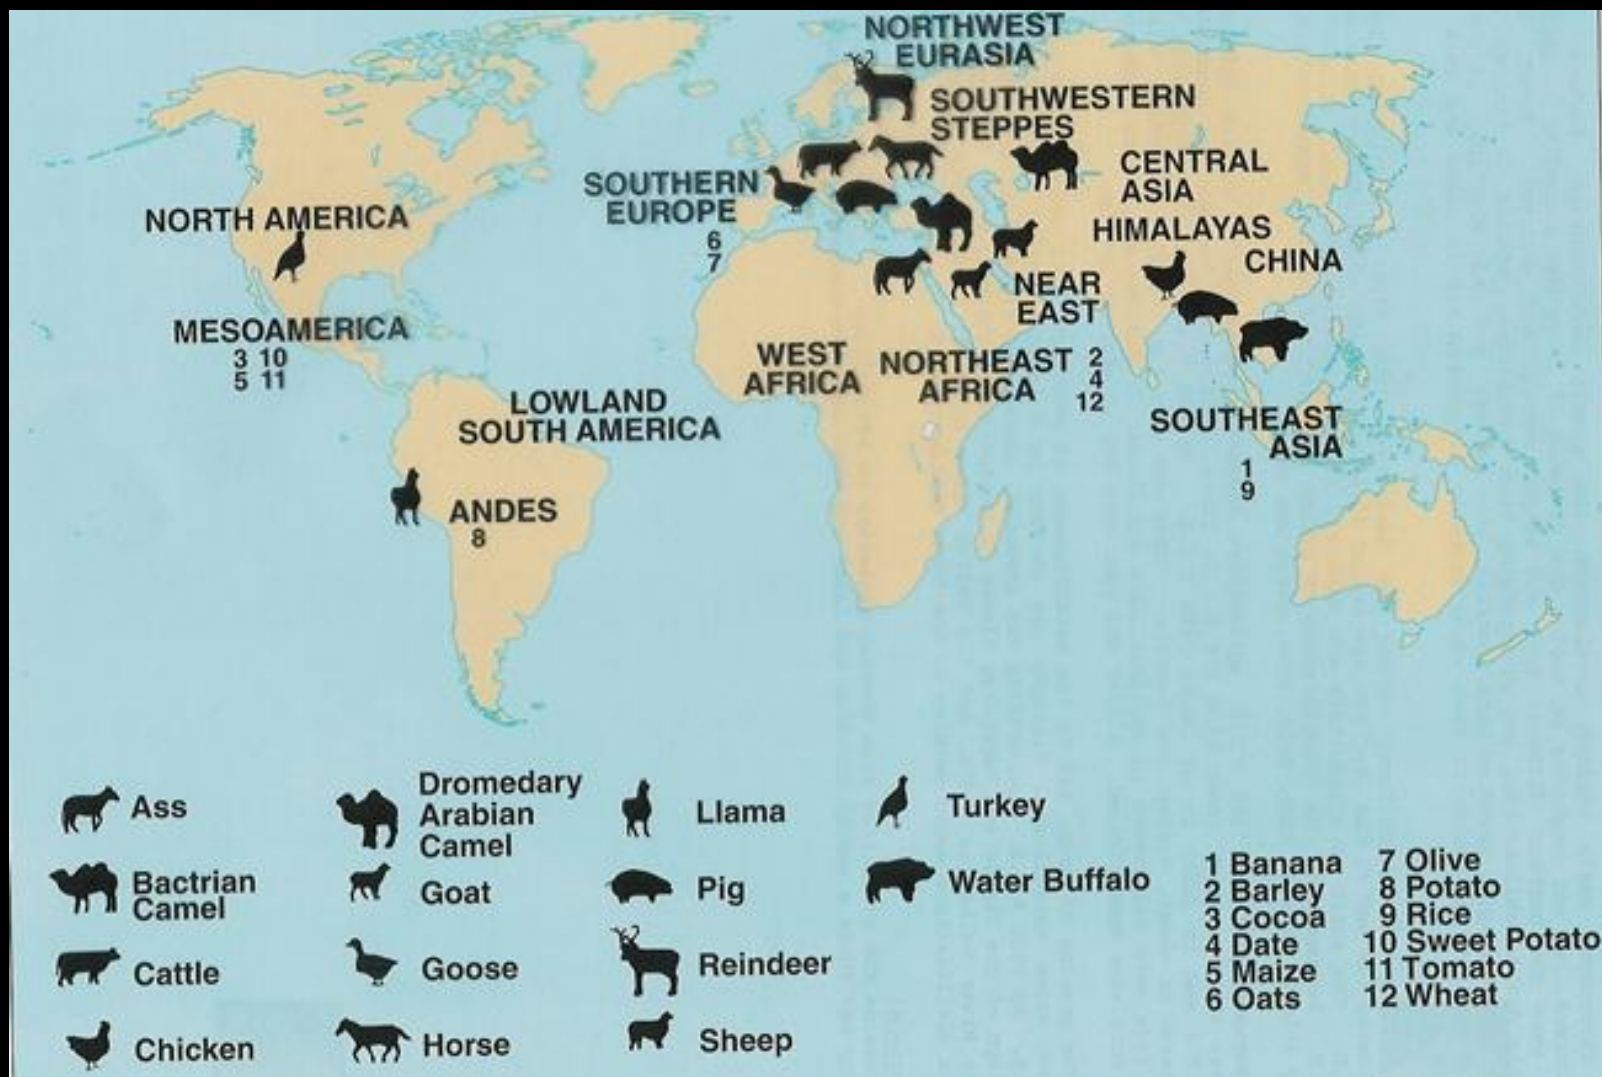 NORTHWEST
EURASIA
SOUTHWESTERN
STEPPES
CENTRAL
ASIA
SOUTHERN
EUROPE
6
7
NORTH AMERICA
HIMALAYAS
CHINA
NEAR
EAST
2
4
12
MESOAMERICA
3 10
5 11
WEST
AFRICA
NORTHEAST
AFRICA
LOWLAND
SOUTH AMERICA
SOUTHEAST
ASIA
1
9
ANDES
8
Ass
Bactrian
Camel
Cattle
Chicken
Dromedary
Arabian
Camel
Goat
Goose
Horse
Llama
Pig
Reindeer
Sheep
Turkey
Water Buffalo
1 Banana
2 Barley
3 Cocoa
4 Date
5 Maize
6 Oats
7 Olive
8 Potato
9 Rice
10 Sweet Potato
11 Tomato
12 Wheat